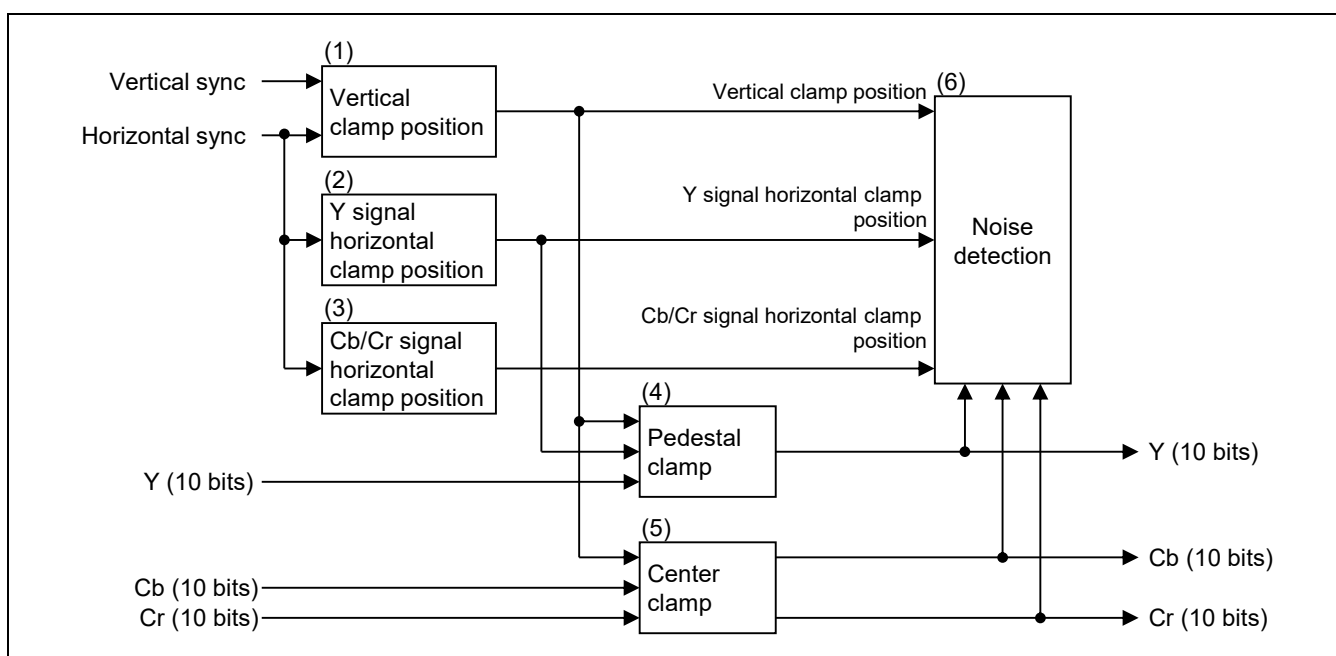 (1)
Vertical sync
Vertical
clamp position
Horizontal sync
Vertical clamp position
(6)
(2)
Y signal
horizontal
clamp position
Y signal horizontal clamp
position
Noise
detection
(3)
Cb/Cr signal
horizontal
clamp position
Cb/Cr signal horizontal clamp
position
(4)
Pedestal
clamp
Y (10 bits)
Y (10 bits)
(5)
Center
clamp
Cb (10 bits)
Cr (10 bits)
Cb (10 bits)
Cr (10 bits)